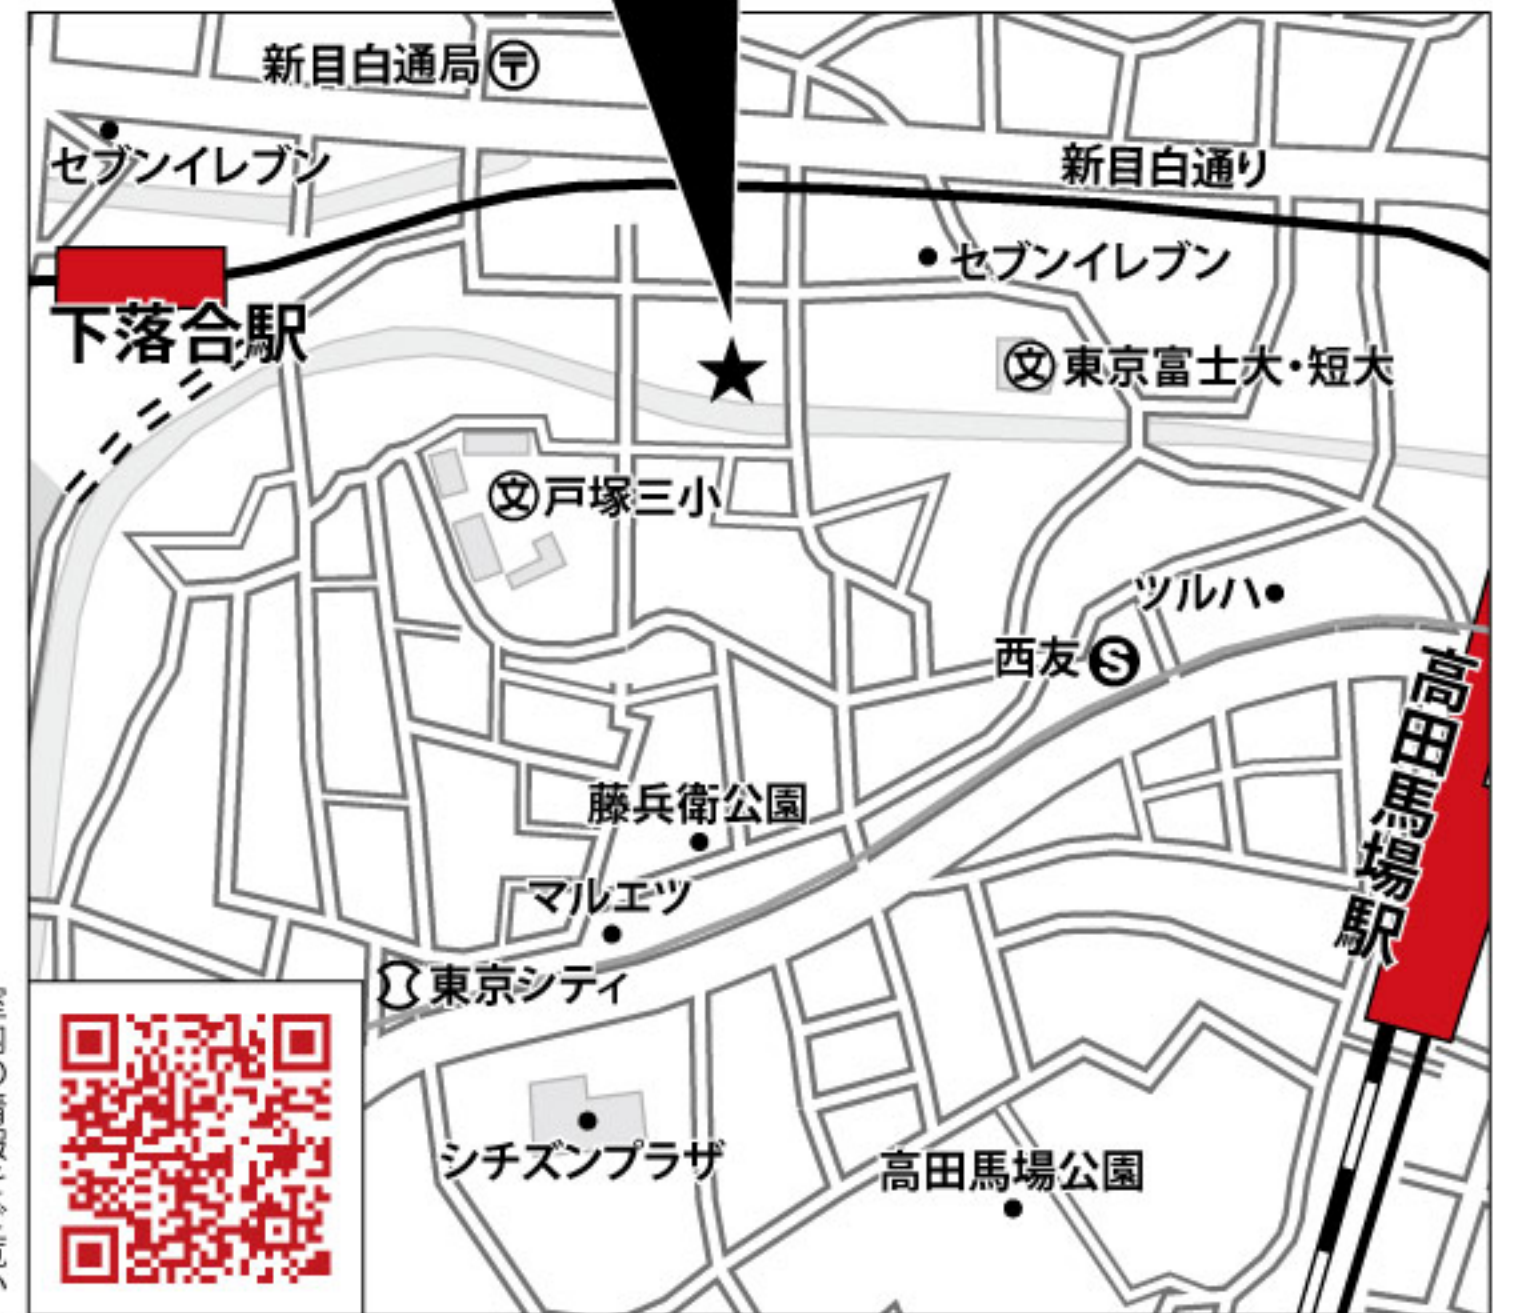 新目白通局〒
セブンイレブン
新目白通り
セブンイレブン
下落合駅
文東京富士大・短大
文戸塚三小
ツルハ
西友S
高田馬場駅
藤兵衛公園
マルエツ
東京シティ
シチズンプラザ
高田馬場公園